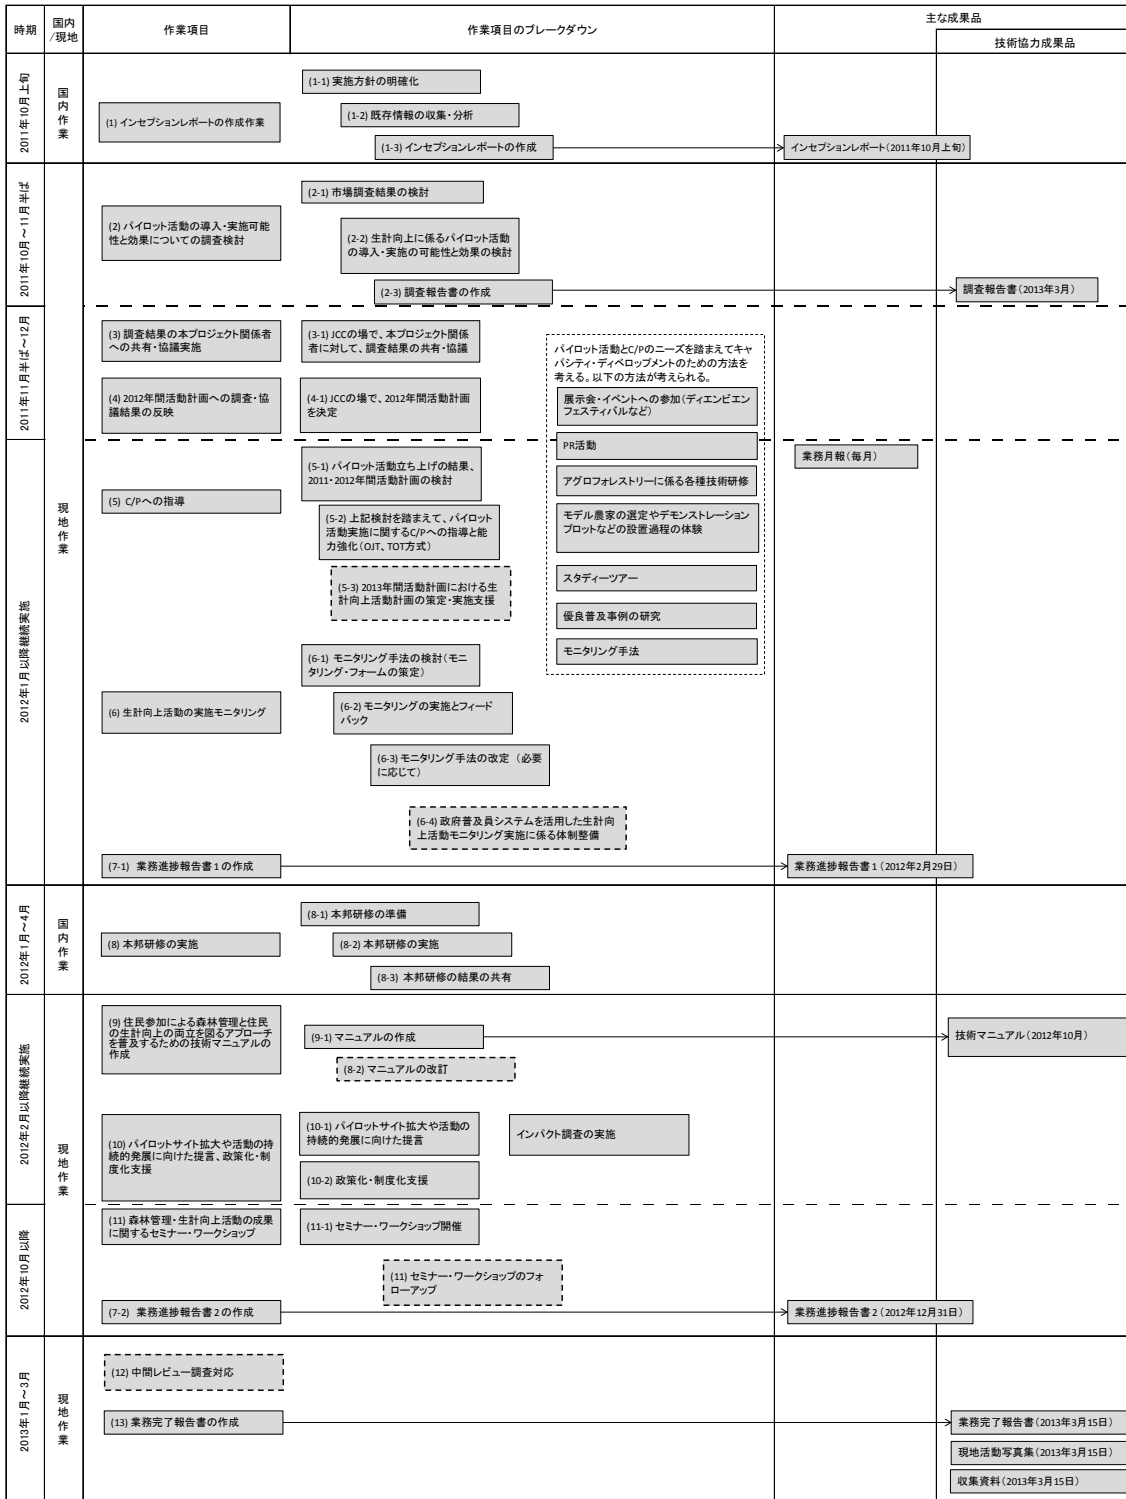 時期
国内
/現地
作業項目
作業項目のブレークダウン
主な成果品
技術協力成果品
2011年10月上旬
国内作業
(1) インセプションレポートの作成作業
(1-1) 実施方針の明確化
(1-2) 既存情報の収集・分析
(1-3) インセプションレポートの作成
インセプションレポート(2011年10月上旬)
2011年10月～11月半ば
現地作業
(2) パイロット活動の導入・実施可能
性と効果についての調査検討
(2-1) 市場調査結果の検討
(2-2) 生計向上に係るパイロット活動
の導入・実施の可能性と効果の検討
(2-3) 調査報告書の作成
調査報告書(2013年3月)
2011年11月半ば～12月
(3) 調査結果の本プロジェクト関係者
への共有・協議実施
(3-1) JCCの場で、本プロジェクト関係
者に対して、調査結果の共有・協議
(4) 2012年間活動計画への調査・協
議結果の反映
(4-1) JCCの場で、2012年間活動計画
を決定
パイロット活動とC/Pのニーズを踏まえてキャ
パシティ・ディベロップメントのための方法を
考える。以下の方法が考えられる。
展示会・イベントへの参加(ディエンビエン
フェスティバルなど)
PR活動
アグロフォレストリーに係る各種技術研修
モデル農家の選定やデモンストレーション
プロットなどの設置過程の体験
スタディーツアー
優良普及事例の研究
モニタリング手法
業務月報(毎月)
2012年1月以降継続実施
(5) C/Pへの指導
(5-1) パイロット活動立ち上げの結果、
2011・2012年間活動計画の検討
(5-2) 上記検討を踏まえて、パイロット
活動実施に関するC/Pへの指導と能
力強化(OJT、TOT方式)
(5-3) 2013年間活動計画における生
計向上活動計画の策定・実施支援
(6) 生計向上活動の実施モニタリング
(6-1) モニタリング手法の検討(モニ
タリング・フォームの策定)
(6-2) モニタリングの実施とフィード
バック
(6-3) モニタリング手法の改定 (必要
に応じて)
(6-4) 政府普及員システムを活用した生計向
上活動モニタリング実施に係る体制整備
(7-1) 業務進捗報告書1の作成
業務進捗報告書1(2012年2月29日)
2012年1月～4月
国内作業
(8) 本邦研修の実施
(8-1) 本邦研修の準備
(8-2) 本邦研修の実施
(8-3) 本邦研修の結果の共有
2012年2月以降継続実施
現地作業
(9) 住民参加による森林管理と住民
の生計向上の両立を図るアプローチ
を普及するための技術マニュアルの
作成
(9-1) マニュアルの作成
(8-2) マニュアルの改訂
技術マニュアル(2012年10月)
(10) パイロットサイト拡大や活動の持
続的発展に向けた提言、政策化・制
度化支援
(10-1) パイロットサイト拡大や活動の
持続的発展に向けた提言
インパクト調査の実施
(10-2) 政策化・制度化支援
2012年10月以降
(11) 森林管理・生計向上活動の成果
に関するセミナー・ワークショップ
(11-1) セミナー・ワークショップ開催
(11) セミナー・ワークショップのフォ
ローアップ
(7-2) 業務進捗報告書2の作成
業務進捗報告書2(2012年12月31日)
2013年1月～3月
現地作業
(12) 中間レビュー調査対応
(13) 業務完了報告書の作成
業務完了報告書(2013年3月15日)
現地活動写真集(2013年3月15日)
収集資料(2013年3月15日)